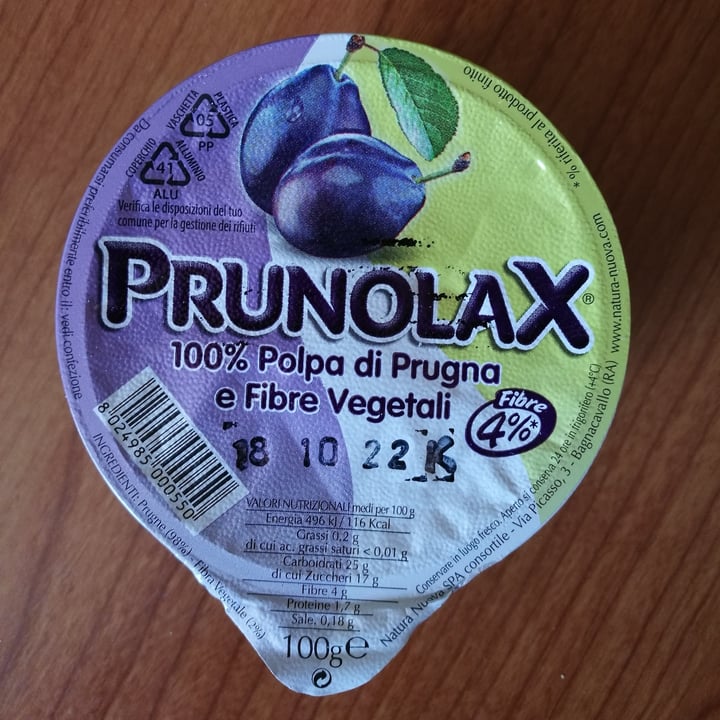 % riferita al prodotto finito
VASCHETTA PLASTICA
05
PP
COPERCHIO ALLUMINIO
41
ALU
Verifica le disposizioni del tuo
comune per la gestione dei rifiuti
Da consumarsi preferibilmente entro il: vedi confezione
PRUNOLAX®
100% Polpa di Prugna
e Fibre Vegetali
Fibre
4%*
18 10 22 K
8 024985 000550
INGREDIENTI: Prugne (98%) - Fibra Vegetale (2%)
VALORI NUTRIZIONALI medi per 100 g
Energia 496 kJ / 116 Kcal
Grassi 0,2 g
di cui ac. grassi saturi < 0,01 g
Carboidrati 25 g
di cui Zuccheri 17 g
Fibre 4 g
Proteine 1,7 g
Sale. 0,18 g
100g e
Conservare in luogo fresco. Aperto si conserva 24 ore in frigorifero (+4°C)
Natura Nuova SPA consortile - Via Picasso, 3 - Bagnacavallo (RA) www.natura-nuova.com